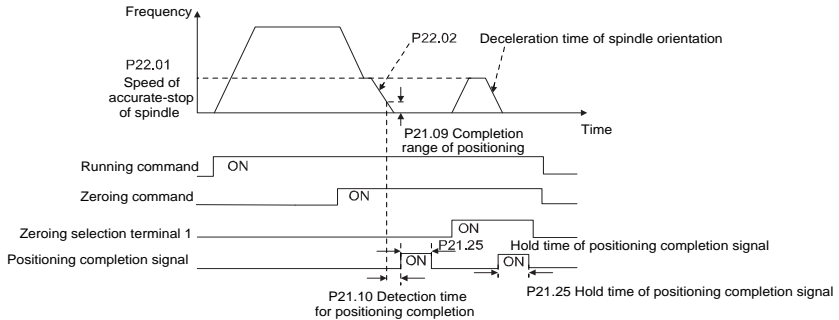 Frequency
P22.02
Deceleration time of spindle orientation
P22.01
Speed of
accurate-stop
of spindle
Time
P21.09 Completion
range of positioning
Running command
ON
Zeroing command
ON
Zeroing selection terminal 1
ON
P21.25
Hold time of positioning completion signal
Positioning completion signal
ON
ON
P21.10 Detection time
for positioning completion
P21.25 Hold time of positioning completion signal